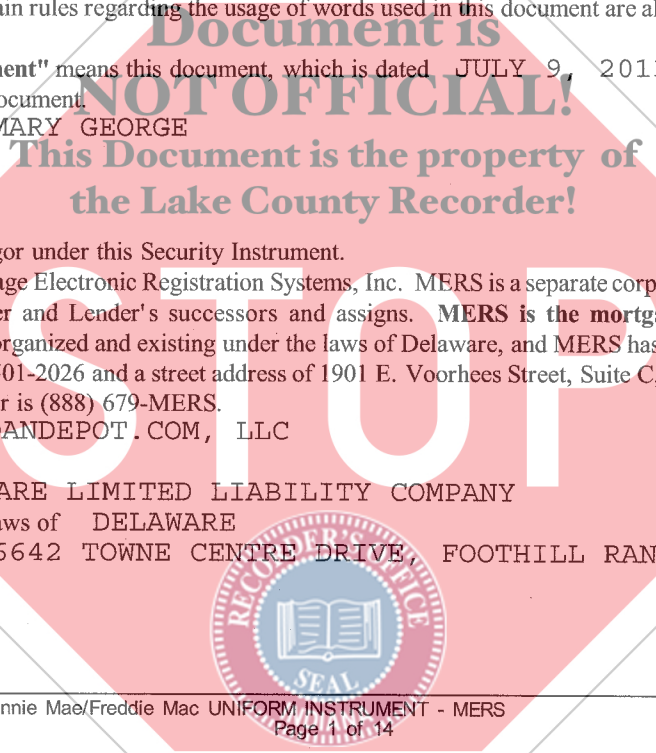 ain rules regarding the usage of words used in this document are al
Document is
ent" means this document, which is dated JULY 9, 201
ocument.
NOT OFFICIAL!
MARY GEORGE
This Document is the property of
the Lake County Recorder!
gor under this Security Instrument.
age Electronic Registration Systems, Inc. MERS is a separate corp
er and Lender's successors and assigns. MERS is the mortga
organized and existing under the laws of Delaware, and MERS has
501-2026 and a street address of 1901 E. Voorhees Street, Suite C,
r is (888) 679-MERS.
STOP
OANDEPOT.COM, LLC
ARE LIMITED LIABILITY COMPANY
aws of DELAWARE
5642 TOWNE CENTRE DRIVE, FOOTHILL RAN
RECORDER'S OFFICE
SEAL
INDIANA
nnie Mae/Freddie Mac UNIFORM INSTRUMENT - MERS
Page 1 of 14